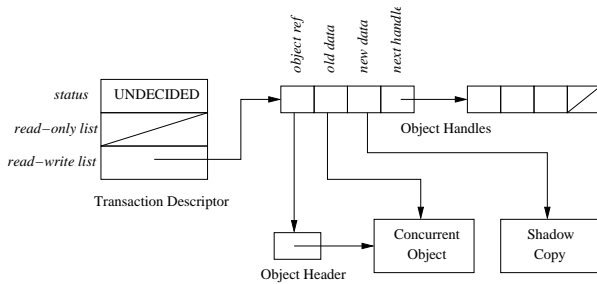 object ref
old data
new data
next handle
status
UNDECIDED
read−only list
read−write list
Object Handles
Transaction Descriptor
Concurrent
Object
Shadow
Copy
Object Header